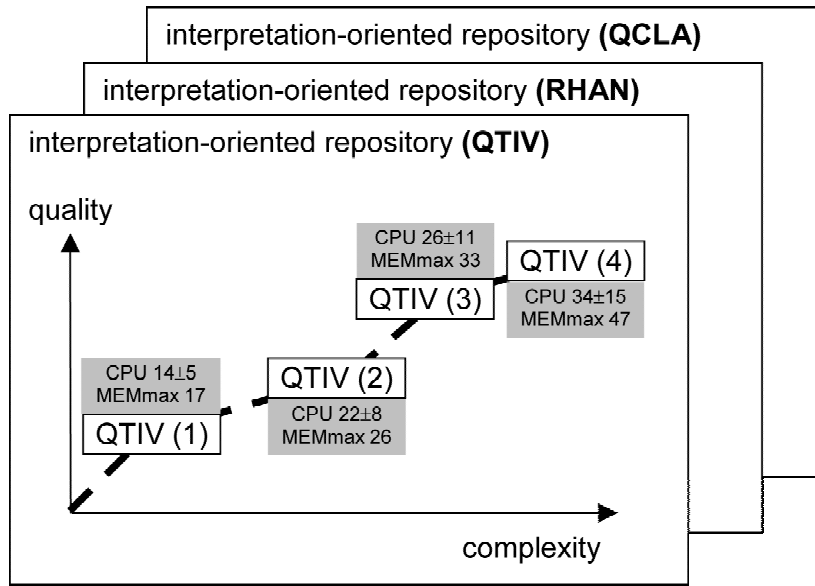 interpretation-oriented repository (QCLA)
interpretation-oriented repository (RHAN)
interpretation-oriented repository (QTIV)
quality
CPU 26±11
MEMmax 33
QTIV (3)
QTIV (4)
CPU 34±15
MEMmax 47
CPU 14±5
MEMmax 17
QTIV (1)
QTIV (2)
CPU 22±8
MEMmax 26
complexity